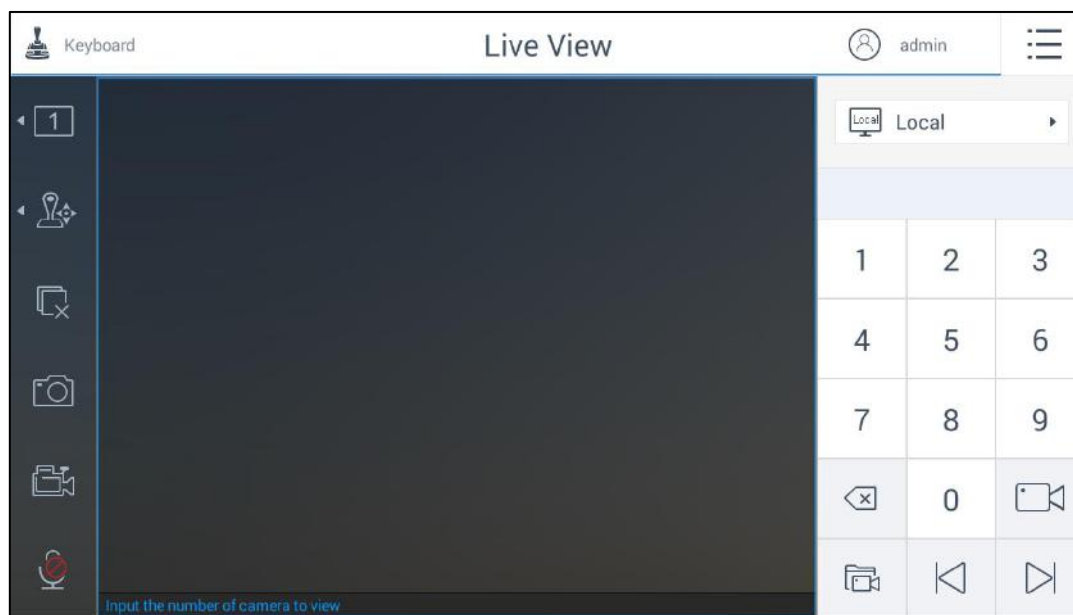 Keyboard
Live View
admin
1
Local Local
1 2 3
4 5 6
7 8 9
0
Input the number of camera to view